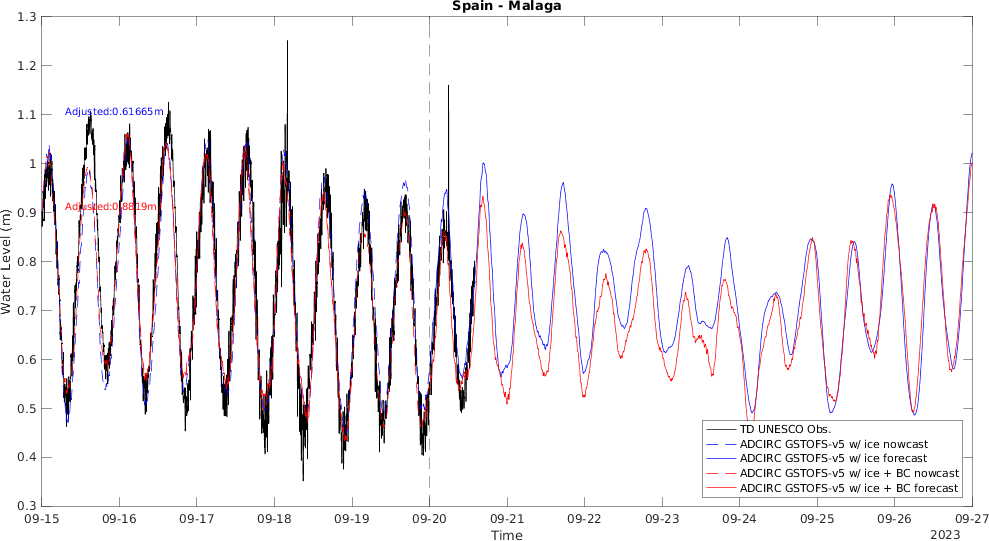 Spain - Malaga
1.3
1.2
1.1
1
0.9
0.8
0.7
0.6
0.5
0.4
0.3
Water Level (m)
Adjusted:0.61665m
Adjusted:0.8819m
TD UNESCO Obs.
ADCIRC GSTOFS-v5 w/ ice nowcast
ADCIRC GSTOFS-v5 w/ ice forecast
ADCIRC GSTOFS-v5 w/ ice + BC nowcast
ADCIRC GSTOFS-v5 w/ ice + BC forecast
09-15 09-16 09-17 09-18 09-19 09-20 09-21 09-22 09-23 09-24 09-25 09-26 09-27
Time
2023